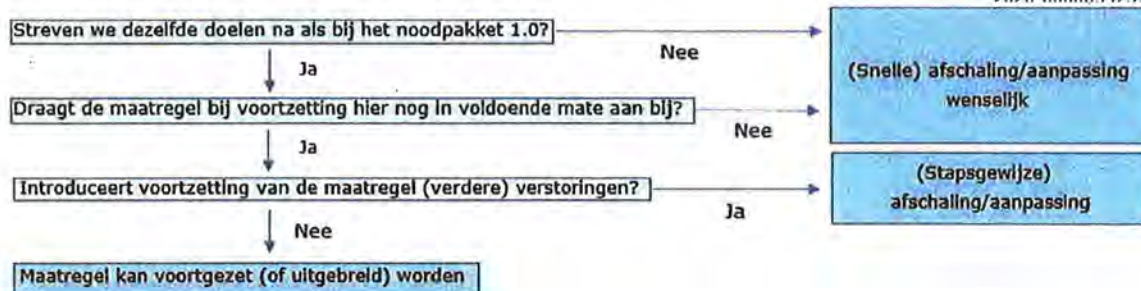 Streven we dezelfde doelen na als bij het noodpakket 1.0?
Nee
(Snelle) afschaling/aanpassing
wenselijk
Ja
Draagt de maatregel bij voortzetting hier nog in voldoende mate aan bij?
Nee
Ja
Introduceert voortzetting van de maatregel (verdere) verstoringen?
Ja
(Stapsgewijze)
afschaling/aanpassing
Nee
Maatregel kan voortgezet (of uitgebreid) worden